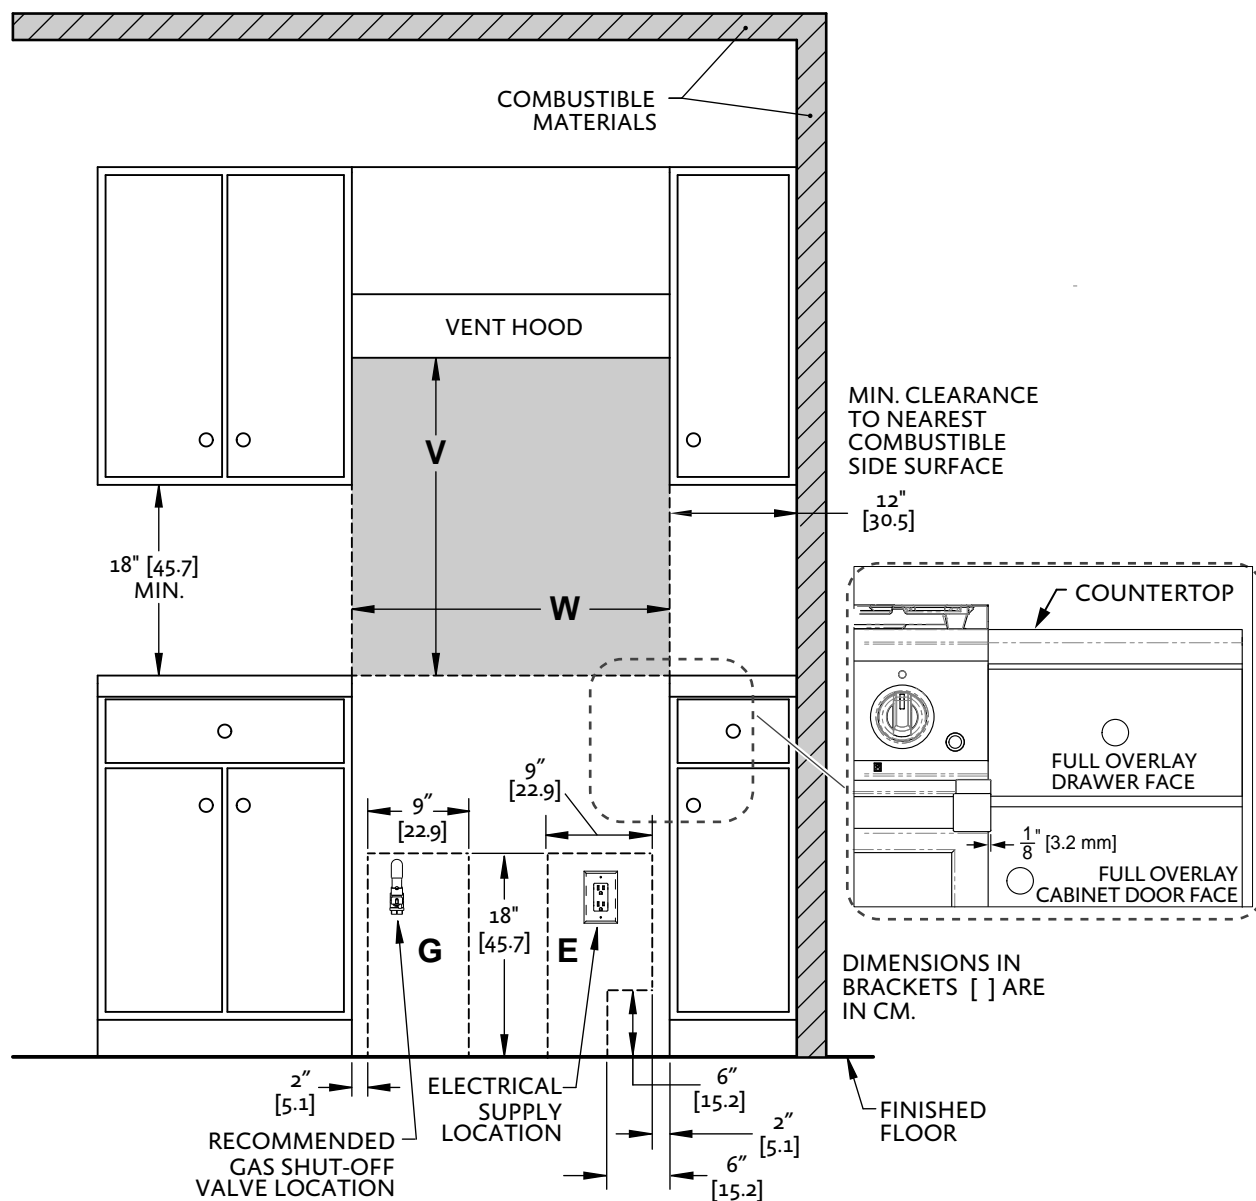 COMBUSTIBLE
MATERIALS
VENT HOOD
V
MIN. CLEARANCE
TO NEAREST
COMBUSTIBLE
SIDE SURFACE
12"
[30.5]
18" [45.7]
MIN.
W
COUNTERTOP
FULL OVERLAY
DRAWER FACE
1/8" [3.2 mm]
FULL OVERLAY
CABINET DOOR FACE
9"
[22.9]
9"
[22.9]
18"
[45.7]
G
E
DIMENSIONS IN
BRACKETS [ ] ARE
IN CM.
2"
[5.1]
ELECTRICAL
SUPPLY
LOCATION
6"
[15.2]
2"
[5.1]
6"
[15.2]
FINISHED
FLOOR
RECOMMENDED
GAS SHUT-OFF
VALVE LOCATION